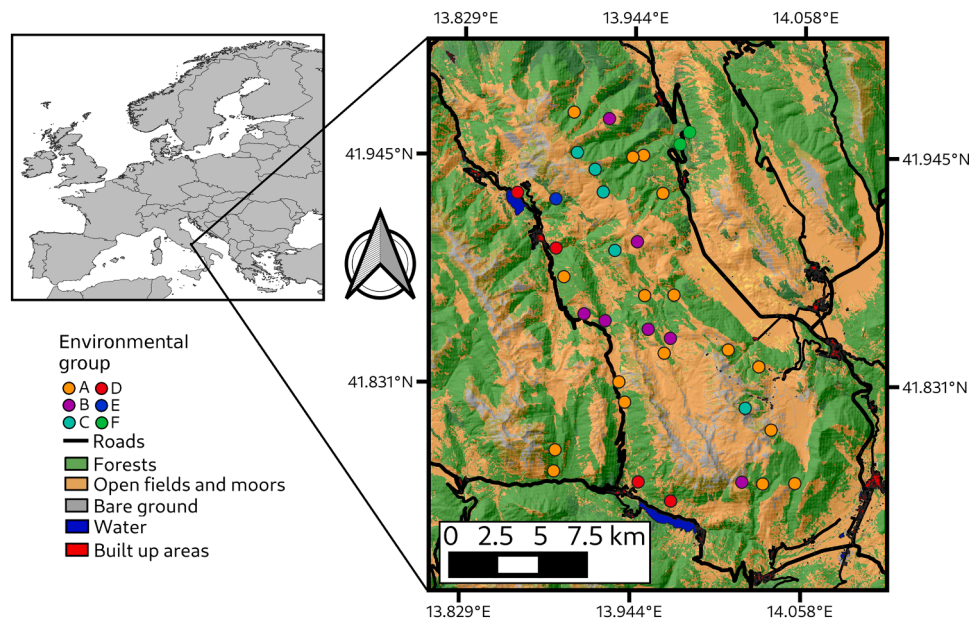 13.829°E 13.944°E 14.058°E
41.945°N 41.945°N
41.831°N 41.831°N
Environmental
group
A D
B E
C F
Roads
Forests
Open fields and moors
Bare ground
Water
Built up areas
0 2.5 5 7.5 km
13.829°E 13.944°E 14.058°E